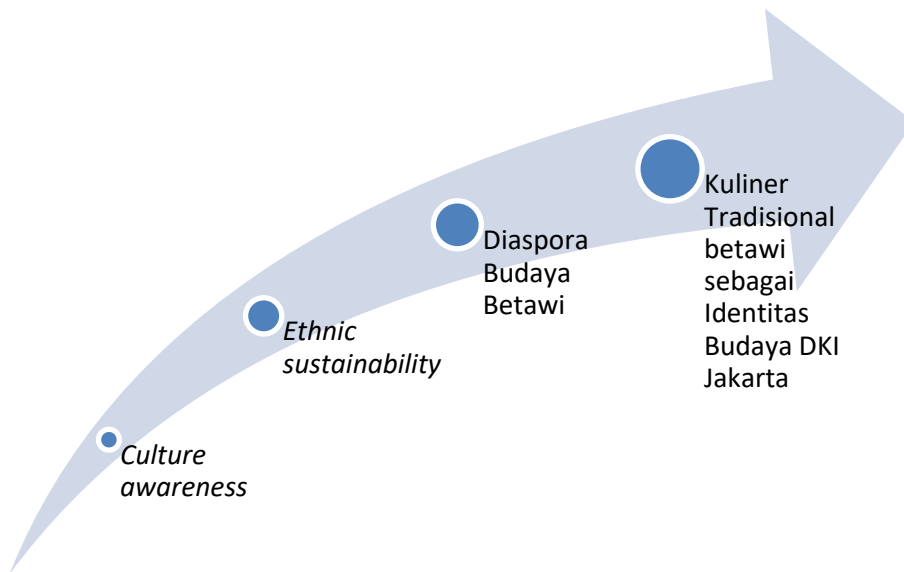 Culture
awareness
Ethnic
sustainability
Diaspora
Budaya
Betawi
Kuliner
Tradisional
betawi
sebagai
Identitas
Budaya DKI
Jakarta